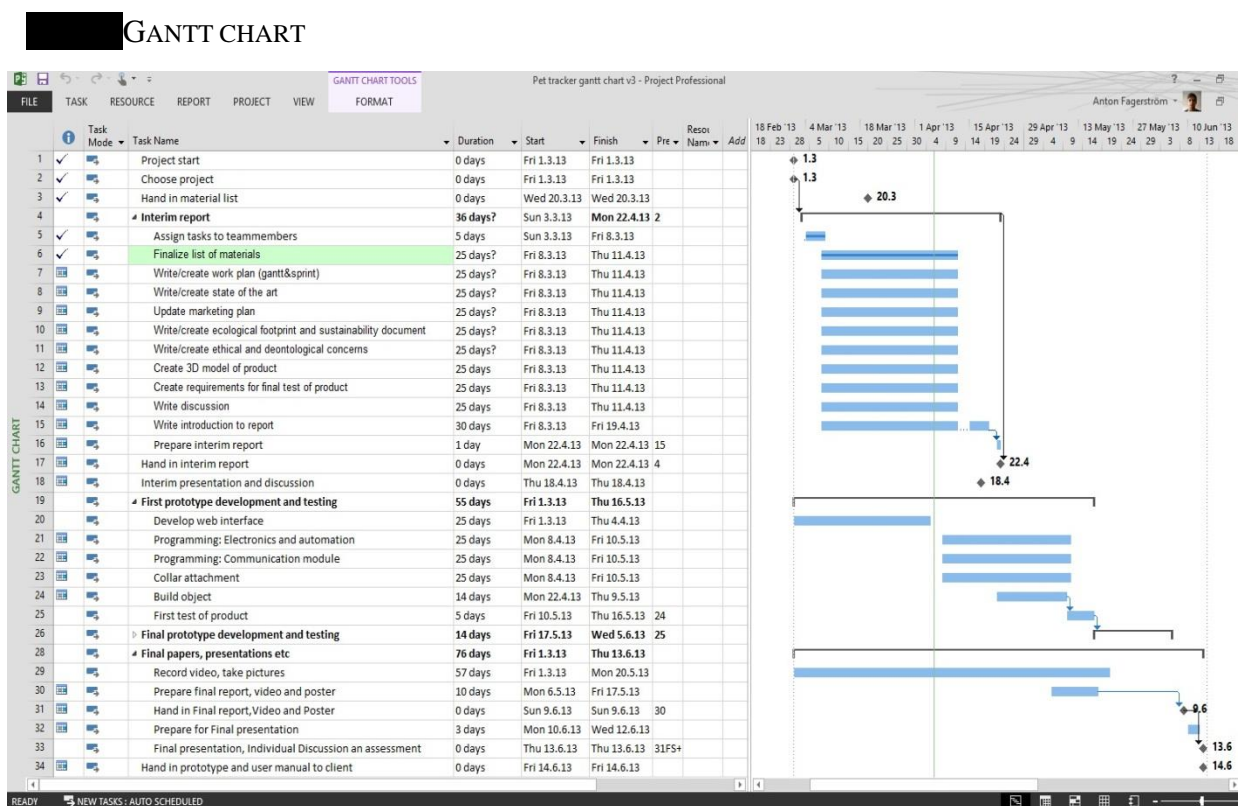 GANTT CHART
GANTT CHART TOOLS
Pet tracker gantt chart v3 - Project Professional
FILE TASK RESOURCE REPORT PROJECT VIEW FORMAT Anton Fagerström
Task Mode Task Name Duration Start Finish Pre Resou Name Add
18 Feb '13 4 Mar '13 18 Mar '13 1 Apr '13 15 Apr '13 29 Apr '13 13 May '13 27 May '13 10 Jun '13
18 23 28 5 10 15 20 25 30 4 9 14 19 24 29 4 9 14 19 24 29 3 8 13 18
1 Project start 0 days Fri 1.3.13 Fri 1.3.13 1.3
2 Choose project 0 days Fri 1.3.13 Fri 1.3.13 1.3
3 Hand in material list 0 days Wed 20.3.13 Wed 20.3.13 20.3
4 Interim report 36 days? Sun 3.3.13 Mon 22.4.13 2
5 Assign tasks to teammembers 5 days Sun 3.3.13 Fri 8.3.13
6 Finalize list of materials 25 days? Fri 8.3.13 Thu 11.4.13
7 Write/create work plan (gantt&sprint) 25 days? Fri 8.3.13 Thu 11.4.13
8 Write/create state of the art 25 days? Fri 8.3.13 Thu 11.4.13
9 Update marketing plan 25 days? Fri 8.3.13 Thu 11.4.13
10 Write/create ecological footprint and sustainability document 25 days? Fri 8.3.13 Thu 11.4.13
11 Write/create ethical and deontological concerns 25 days? Fri 8.3.13 Thu 11.4.13
12 Create 3D model of product 25 days Fri 8.3.13 Thu 11.4.13
13 Create requirements for final test of product 25 days Fri 8.3.13 Thu 11.4.13
14 Write discussion 25 days Fri 8.3.13 Thu 11.4.13
15 Write introduction to report 30 days Fri 8.3.13 Fri 19.4.13
16 Prepare interim report 1 day Mon 22.4.13 Mon 22.4.13 15
17 Hand in interim report 0 days Mon 22.4.13 Mon 22.4.13 4 22.4
18 Interim presentation and discussion 0 days Thu 18.4.13 Thu 18.4.13 18.4
19 First prototype development and testing 55 days Fri 1.3.13 Thu 16.5.13
20 Develop web interface 25 days Fri 1.3.13 Thu 4.4.13
21 Programming: Electronics and automation 25 days Mon 8.4.13 Fri 10.5.13
22 Programming: Communication module 25 days Mon 8.4.13 Fri 10.5.13
23 Collar attachment 25 days Mon 8.4.13 Fri 10.5.13
24 Build object 14 days Mon 22.4.13 Thu 9.5.13
25 First test of product 5 days Fri 10.5.13 Thu 16.5.13 24
26 Final prototype development and testing 14 days Fri 17.5.13 Wed 5.6.13 25
28 Final papers, presentations etc 76 days Fri 1.3.13 Thu 13.6.13
29 Record video, take pictures 57 days Fri 1.3.13 Mon 20.5.13
30 Prepare final report, video and poster 10 days Mon 6.5.13 Fri 17.5.13
31 Hand in Final report,Video and Poster 0 days Sun 9.6.13 Sun 9.6.13 30 9.6
32 Prepare for Final presentation 3 days Mon 10.6.13 Wed 12.6.13
33 Final presentation, Individual Discussion an assessment 0 days Thu 13.6.13 Thu 13.6.13 31FS+ 13.6
34 Hand in prototype and user manual to client 0 days Fri 14.6.13 Fri 14.6.13 14.6
GANTT CHART
READY NEW TASKS : AUTO SCHEDULED